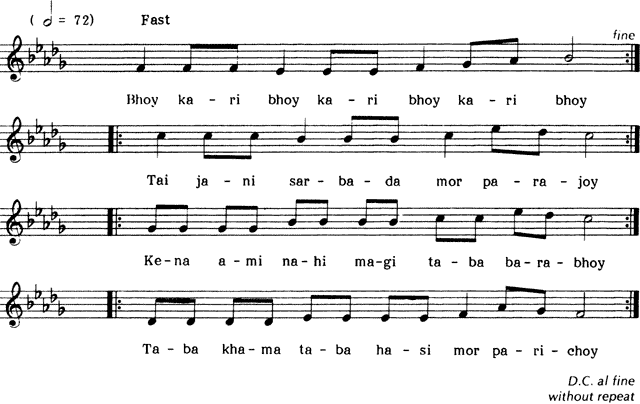 ( 𝅗𝅥 = 72) Fast
fine
Bhoy ka - ri bhoy ka - ri bhoy ka - ri bhoy
Tai ja - ni sar - ba - da mor pa - ra - joy
Ke - na a - mi na - hi ma - gi ta - ba ba - ra - bhoy
Ta - ba kha - ma ta - ba ha - si mor pa - ri - choy
D.C. al fine
without repeat